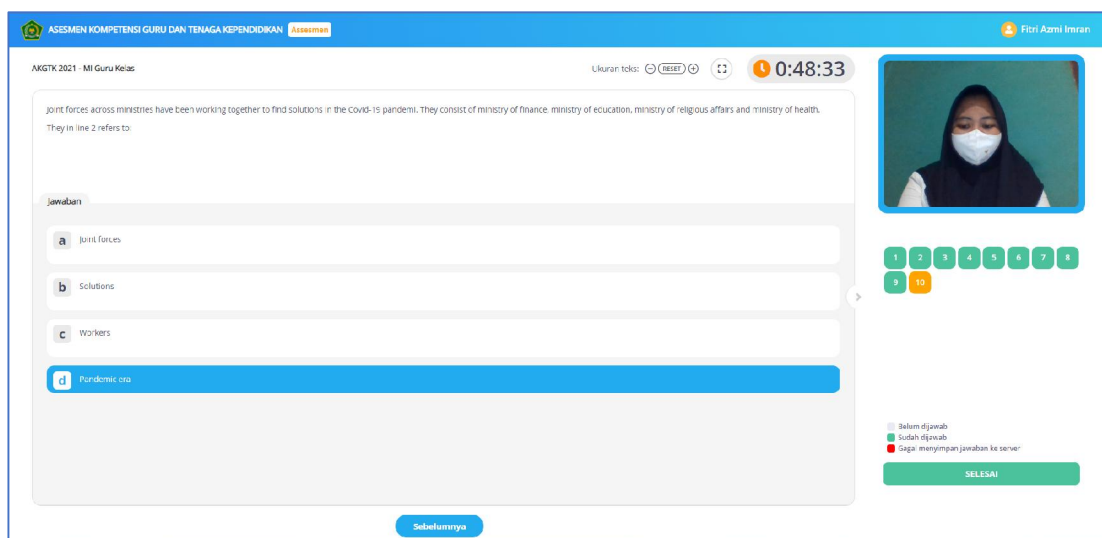 ASESMEN KOMPETENSI GURU DAN TENAGA KEPENDIDIKAN Asesmen
Fitri Azmi Imran
AKGTK 2021 - MI Guru Kelas
Ukuran teks: RESET
0:48:33
Joint forces across ministries have been working together to find solutions in the Covid-19 pandemi. They consist of ministry of finance, ministry of education, ministry of religious affairs and ministry of health.
They in line 2 refers to:
Jawaban
a Joint forces
b Solutions
c Workers
d Pandemic era
1 2 3 4 5 6 7 8
9 10
Belum dijawab
Sudah dijawab
Gagal menyimpan jawaban ke server
SELESAI
Sebelumnya